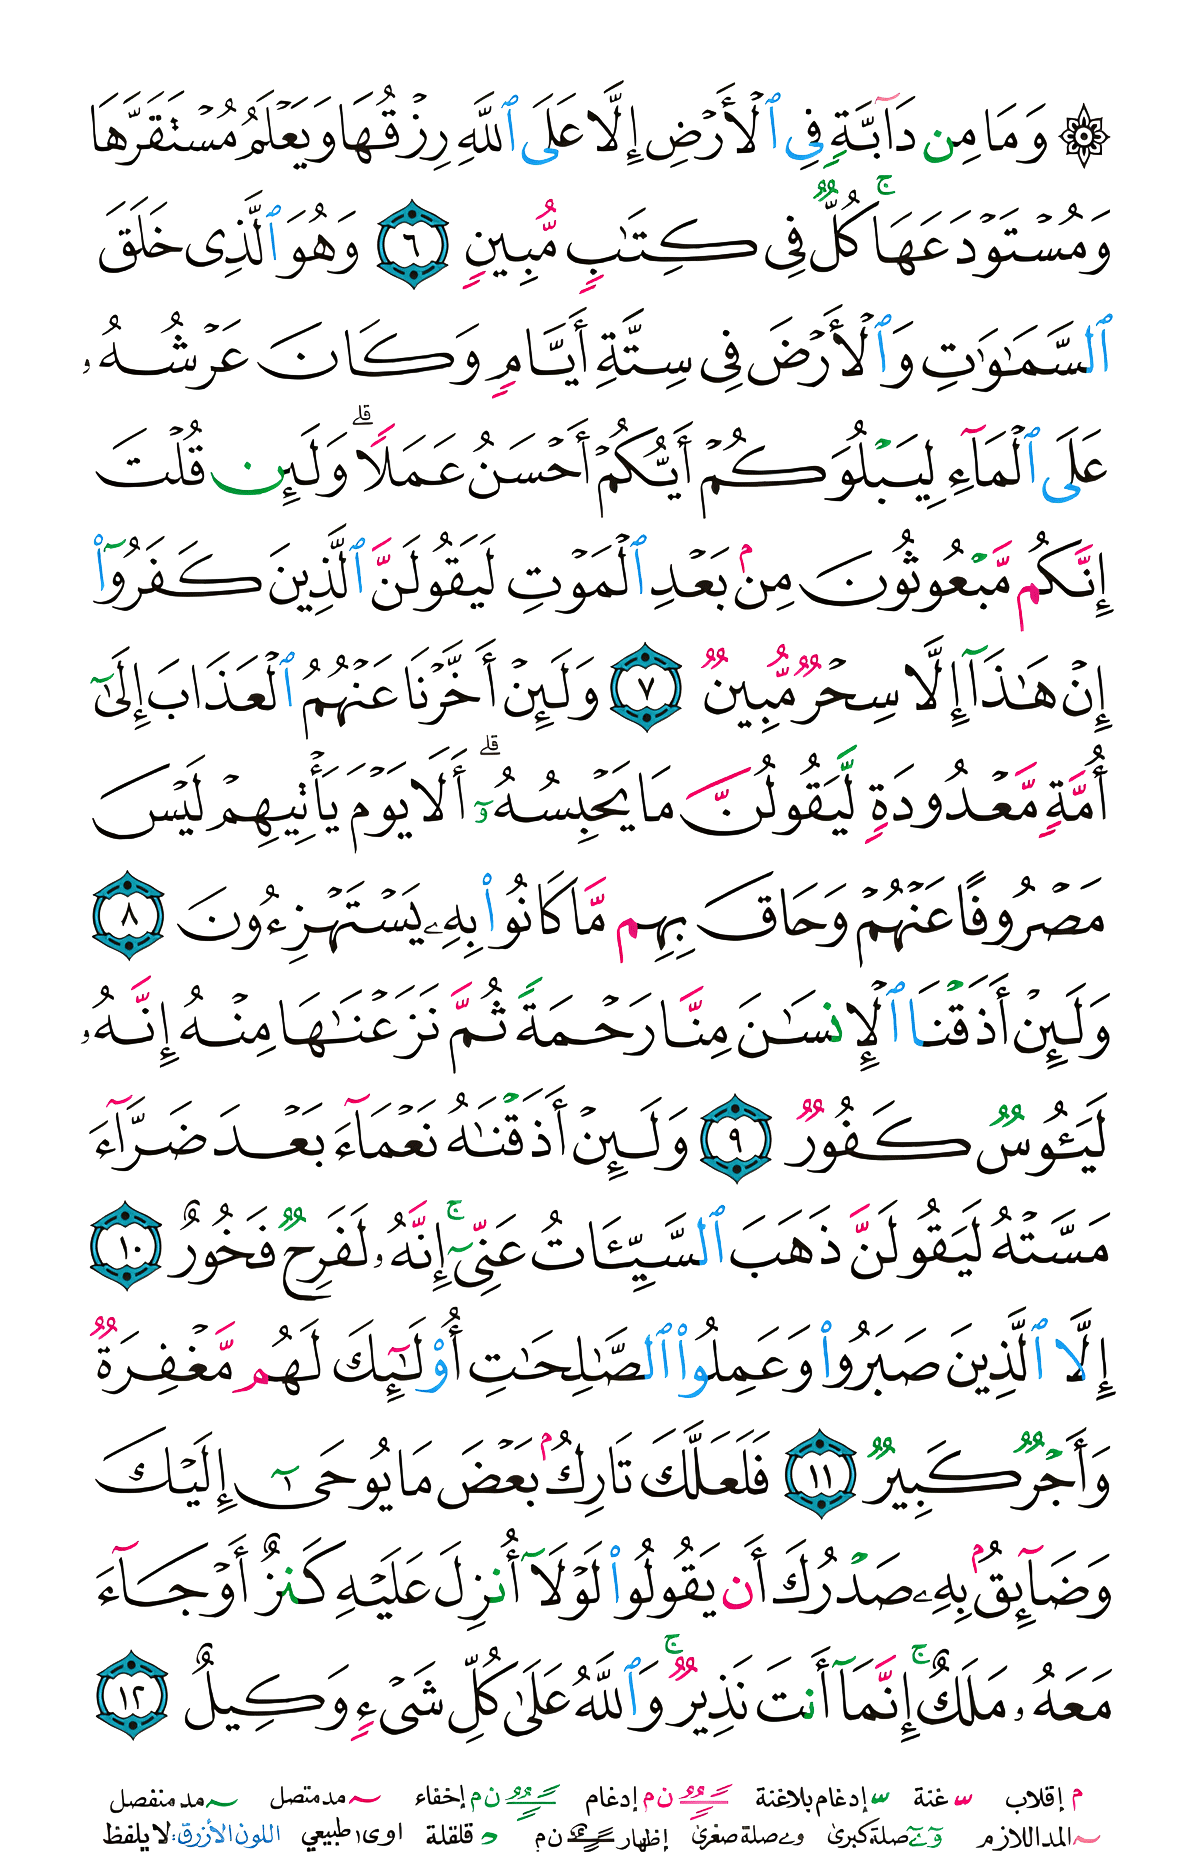 ۞ وَمَا مِن دَآبَّةٍ فِى ٱلْأَرْضِ إِلَّا عَلَى ٱللَّهِ رِزْقُهَا وَيَعْلَمُ مُسْتَقَرَّهَا
وَمُسْتَوْدَعَهَا ۚ كُلٌّ فِى كِتَٰبٍ مُّبِينٍ ٦ وَهُوَ ٱلَّذِى خَلَقَ
ٱلسَّمَٰوَٰتِ وَٱلْأَرْضَ فِى سِتَّةِ أَيَّامٍ وَكَانَ عَرْشُهُۥ
عَلَى ٱلْمَآءِ لِيَبْلُوَكُمْ أَيُّكُمْ أَحْسَنُ عَمَلًا ۗ وَلَئِن قُلْتَ
إِنَّكُم مَّبْعُوثُونَ مِنۢ بَعْدِ ٱلْمَوْتِ لَيَقُولَنَّ ٱلَّذِينَ كَفَرُوٓا۟
إِنْ هَٰذَآ إِلَّا سِحْرٌ مُّبِينٌ ٧ وَلَئِنْ أَخَّرْنَا عَنْهُمُ ٱلْعَذَابَ إِلَىٰٓ
أُمَّةٍ مَّعْدُودَةٍ لَّيَقُولُنَّ مَا يَحْبِسُهُۥٓ ۗ أَلَا يَوْمَ يَأْتِيهِمْ لَيْسَ
مَصْرُوفًا عَنْهُمْ وَحَاقَ بِهِم مَّا كَانُوا۟ بِهِۦ يَسْتَهْزِءُونَ ٨
وَلَئِنْ أَذَقْنَا ٱلْإِنسَٰنَ مِنَّا رَحْمَةً ثُمَّ نَزَعْنَٰهَا مِنْهُ إِنَّهُۥ
لَيَـُٔوسٌ كَفُورٌ ٩ وَلَئِنْ أَذَقْنَٰهُ نَعْمَآءَ بَعْدَ ضَرَّآءَ
مَسَّتْهُ لَيَقُولَنَّ ذَهَبَ ٱلسَّيِّـَٔاتُ عَنِّىٓ ۚ إِنَّهُۥ لَفَرِحٌ فَخُورٌ ١٠
إِلَّا ٱلَّذِينَ صَبَرُوا۟ وَعَمِلُوا۟ ٱلصَّٰلِحَٰتِ أُو۟لَٰٓئِكَ لَهُم مَّغْفِرَةٌ
وَأَجْرٌ كَبِيرٌ ١١ فَلَعَلَّكَ تَارِكٌۢ بَعْضَ مَا يُوحَىٰٓ إِلَيْكَ
وَضَآئِقٌۢ بِهِۦ صَدْرُكَ أَن يَقُولُوا۟ لَوْلَآ أُنزِلَ عَلَيْهِ كَنزٌ أَوْ جَآءَ
مَعَهُۥ مَلَكٌ ۚ إِنَّمَآ أَنتَ نَذِيرٌ ۚ وَٱللَّهُ عَلَىٰ كُلِّ شَىْءٍ وَكِيلٌ ١٢
م إقلاب غنة إدغام بلاغنة ن م إدغام ن م إخفاء مد متصل مد منفصل
المد اللازم صلة كبرى و ے صلة صغرى إظهار ن م قلقلة ا و ى طبيعي اللون الأزرق: لا يلفظ